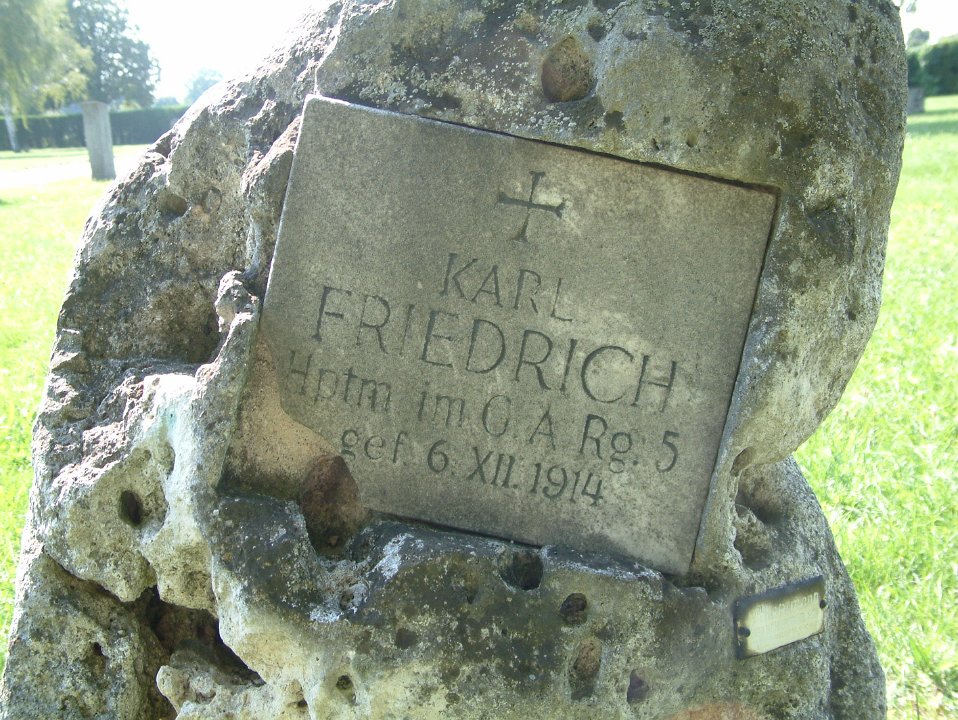 KARL
FRIEDRICH
Hptm im G A Rg. 5
gef. 6. XII. 1914